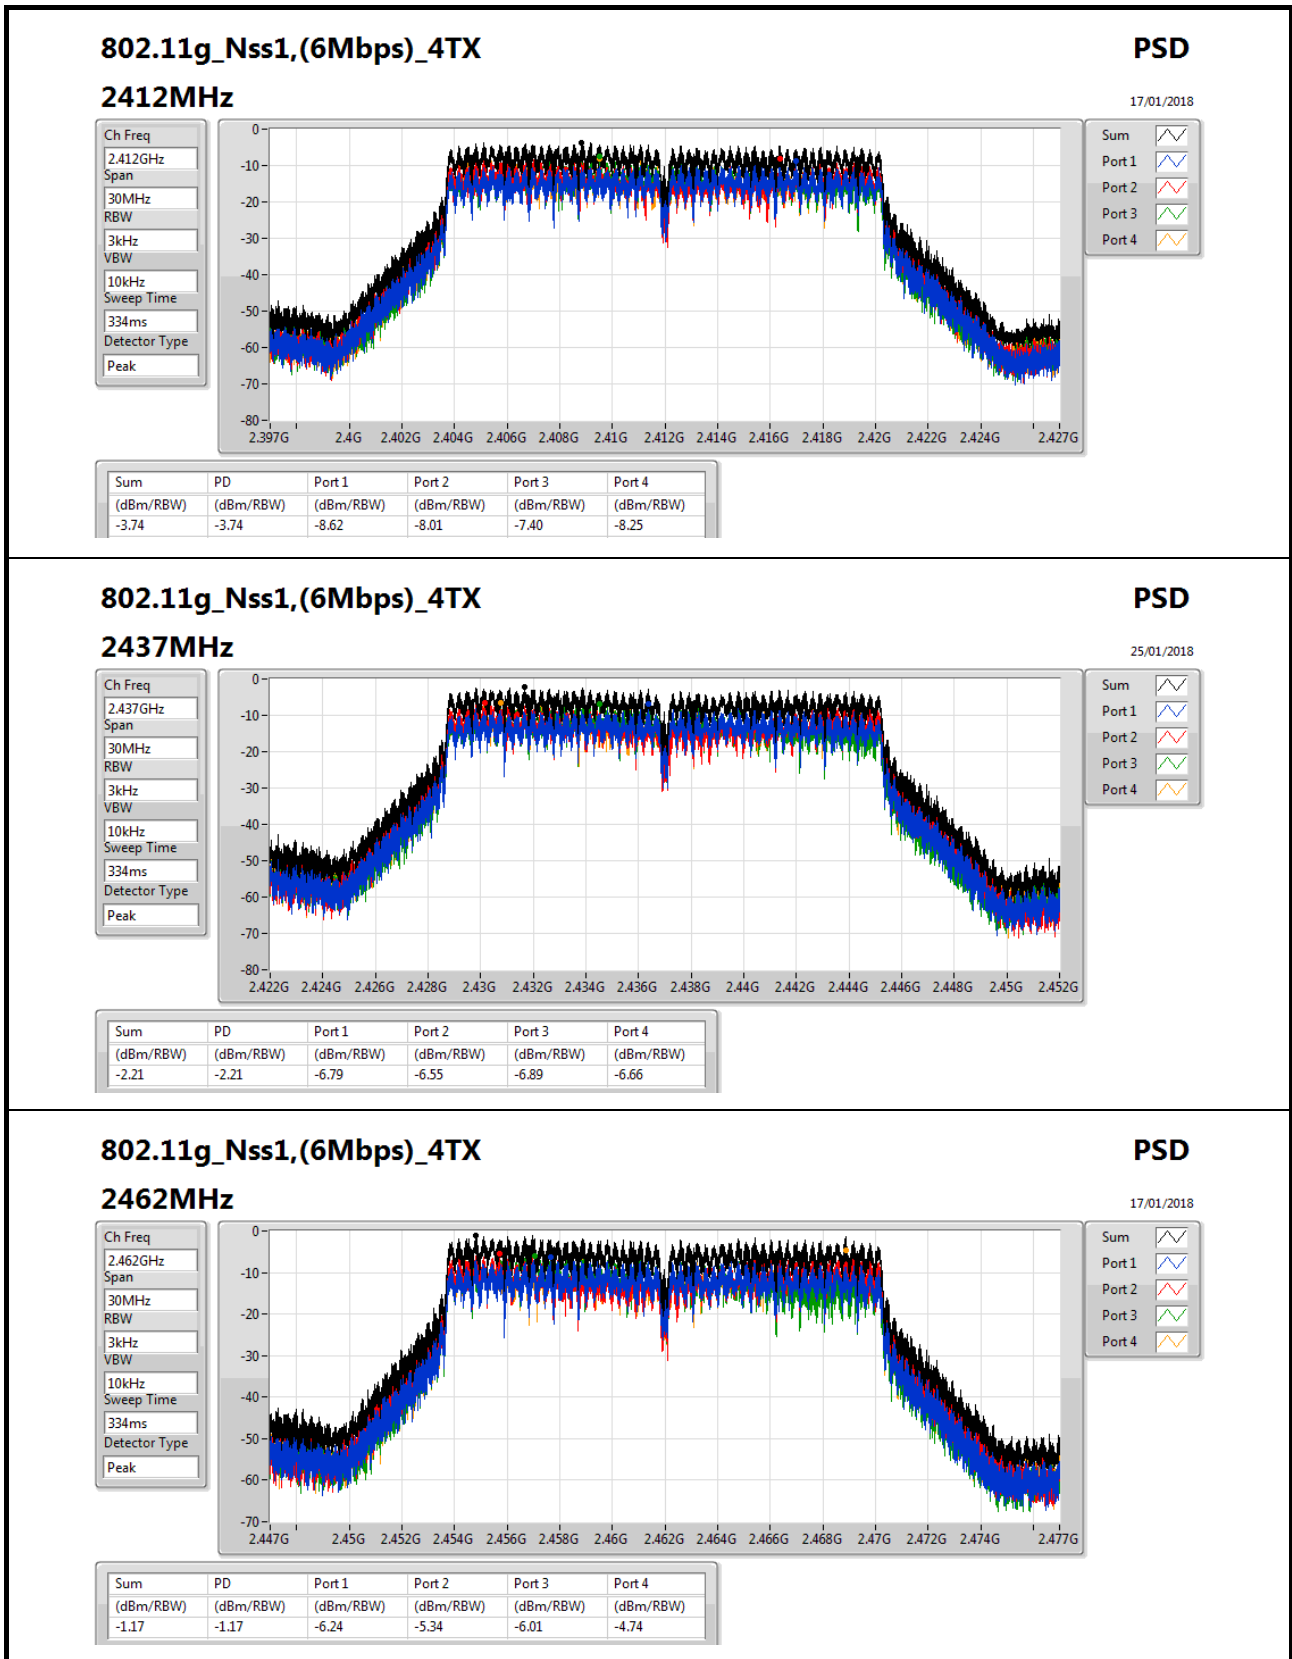 802.11g_Nss1,(6Mbps)_4TX PSD
2412MHz 17/01/2018
Ch Freq
2.412GHz
Span
30MHz
RBW
3kHz
VBW
10kHz
Sweep Time
334ms
Detector Type
Peak
0
-10
-20
-30
-40
-50
-60
-70
-80
2.397G 2.4G 2.402G 2.404G 2.406G 2.408G 2.41G 2.412G 2.414G 2.416G 2.418G 2.42G 2.422G 2.424G 2.427G
Sum
Port 1
Port 2
Port 3
Port 4
Sum PD Port 1 Port 2 Port 3 Port 4
(dBm/RBW) (dBm/RBW) (dBm/RBW) (dBm/RBW) (dBm/RBW) (dBm/RBW)
-3.74 -3.74 -8.62 -8.01 -7.40 -8.25
802.11g_Nss1,(6Mbps)_4TX PSD
2437MHz 25/01/2018
Ch Freq
2.437GHz
Span
30MHz
RBW
3kHz
VBW
10kHz
Sweep Time
334ms
Detector Type
Peak
0
-10
-20
-30
-40
-50
-60
-70
-80
2.422G 2.424G 2.426G 2.428G 2.43G 2.432G 2.434G 2.436G 2.438G 2.44G 2.442G 2.444G 2.446G 2.448G 2.45G 2.452G
Sum
Port 1
Port 2
Port 3
Port 4
Sum PD Port 1 Port 2 Port 3 Port 4
(dBm/RBW) (dBm/RBW) (dBm/RBW) (dBm/RBW) (dBm/RBW) (dBm/RBW)
-2.21 -2.21 -6.79 -6.55 -6.89 -6.66
802.11g_Nss1,(6Mbps)_4TX PSD
2462MHz 17/01/2018
Ch Freq
2.462GHz
Span
30MHz
RBW
3kHz
VBW
10kHz
Sweep Time
334ms
Detector Type
Peak
0
-10
-20
-30
-40
-50
-60
-70
2.447G 2.45G 2.452G 2.454G 2.456G 2.458G 2.46G 2.462G 2.464G 2.466G 2.468G 2.47G 2.472G 2.474G 2.477G
Sum
Port 1
Port 2
Port 3
Port 4
Sum PD Port 1 Port 2 Port 3 Port 4
(dBm/RBW) (dBm/RBW) (dBm/RBW) (dBm/RBW) (dBm/RBW) (dBm/RBW)
-1.17 -1.17 -6.24 -5.34 -6.01 -4.74